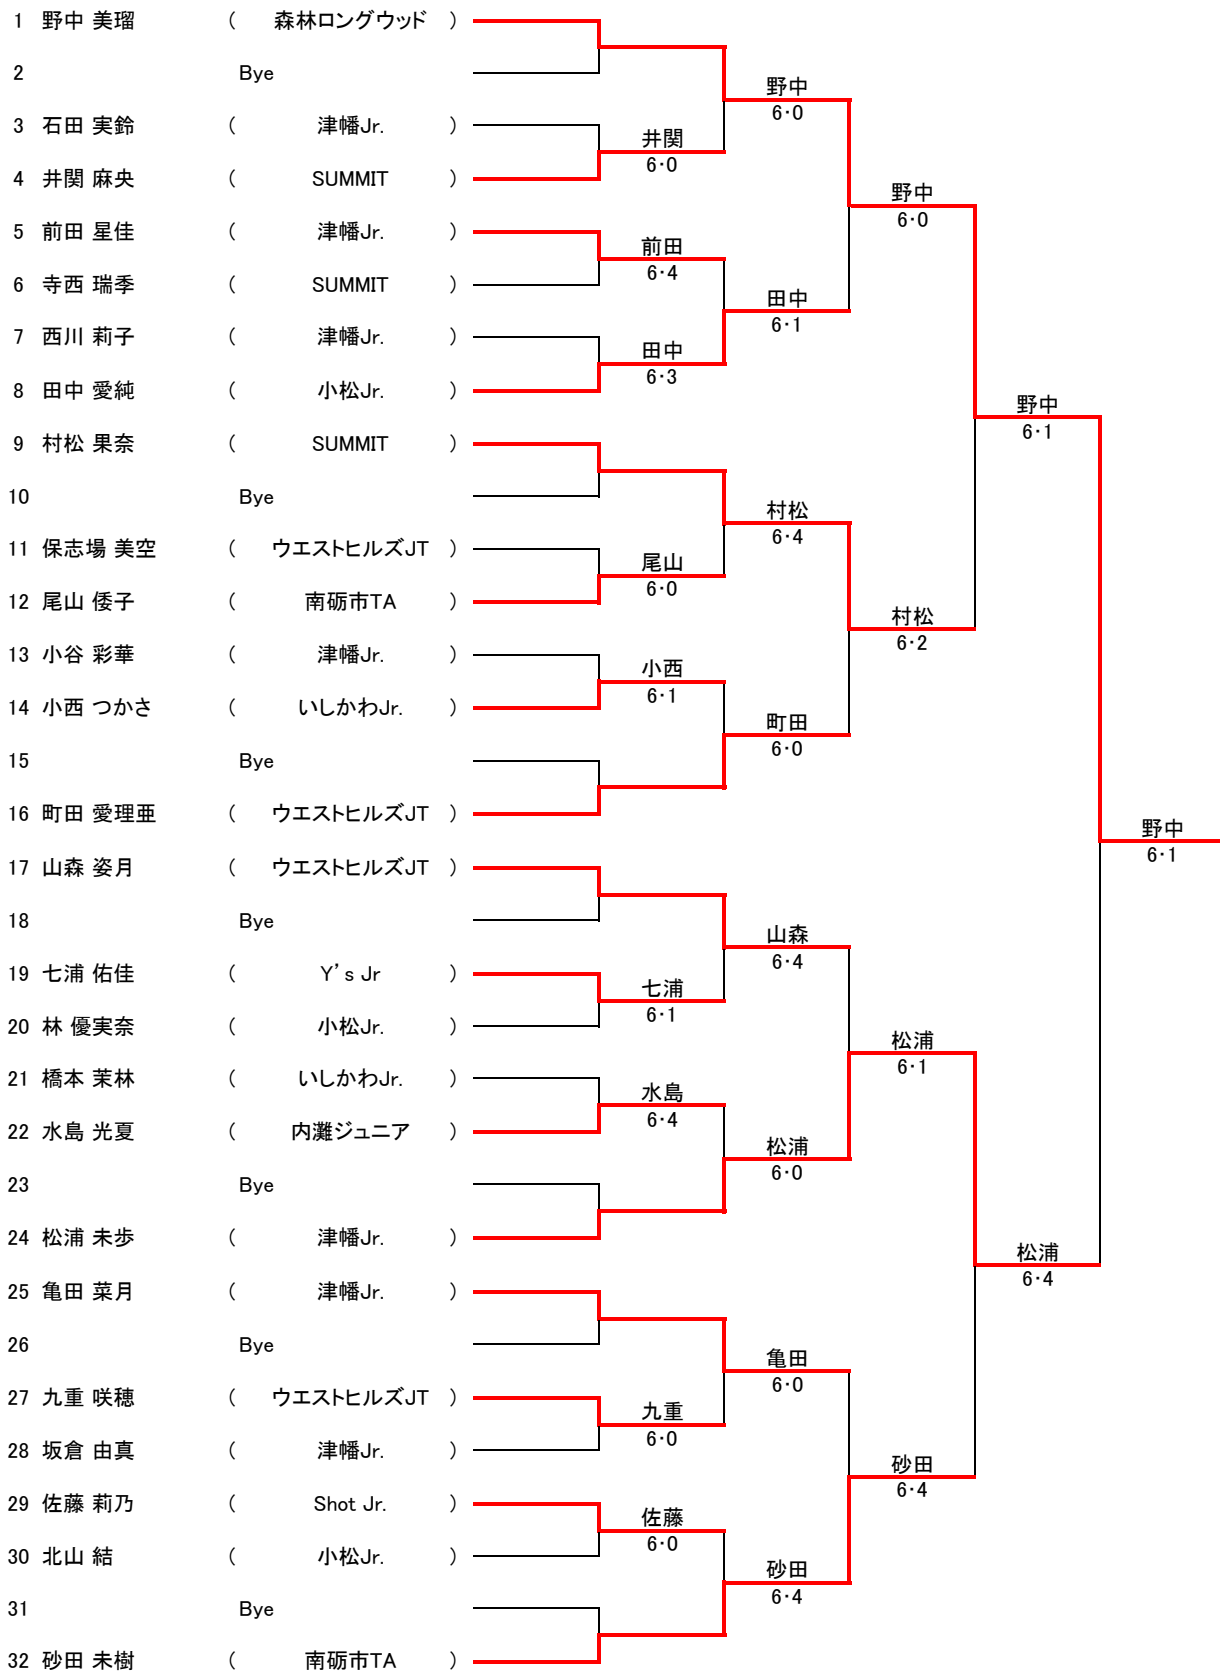 1 野中 美瑠 ( 森林ロングウッド )
2 Bye
野中
6・0
3 石田 実鈴 ( 津幡Jr. )
井関
6・0
4 井関 麻央 ( SUMMIT )
野中
6・0
5 前田 星佳 ( 津幡Jr. )
前田
6・4
6 寺西 瑞季 ( SUMMIT )
田中
6・1
7 西川 莉子 ( 津幡Jr. )
田中
6・3
8 田中 愛純 ( 小松Jr. )
野中
6・1
9 村松 果奈 ( SUMMIT )
10 Bye
村松
6・4
11 保志場 美空 ( ウエストヒルズJT )
尾山
6・0
12 尾山 倭子 ( 南砺市TA )
村松
6・2
13 小谷 彩華 ( 津幡Jr. )
小西
6・1
14 小西 つかさ ( いしかわJr. )
町田
6・0
15 Bye
16 町田 愛理亜 ( ウエストヒルズJT )
野中
6・1
17 山森 姿月 ( ウエストヒルズJT )
18 Bye
山森
6・4
19 七浦 佑佳 ( Y's Jr )
七浦
6・1
20 林 優実奈 ( 小松Jr. )
松浦
6・1
21 橋本 茉林 ( いしかわJr. )
水島
6・4
22 水島 光夏 ( 内灘ジュニア )
松浦
6・0
23 Bye
24 松浦 未歩 ( 津幡Jr. )
松浦
6・4
25 亀田 菜月 ( 津幡Jr. )
26 Bye
亀田
6・0
27 九重 咲穂 ( ウエストヒルズJT )
九重
6・0
28 坂倉 由真 ( 津幡Jr. )
砂田
6・4
29 佐藤 莉乃 ( Shot Jr. )
佐藤
6・0
30 北山 結 ( 小松Jr. )
砂田
6・4
31 Bye
32 砂田 未樹 ( 南砺市TA )